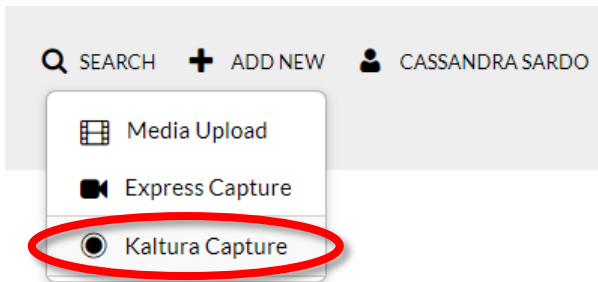 SEARCH ADD NEW CASSANDRA SARDO
Media Upload
Express Capture
Kaltura Capture